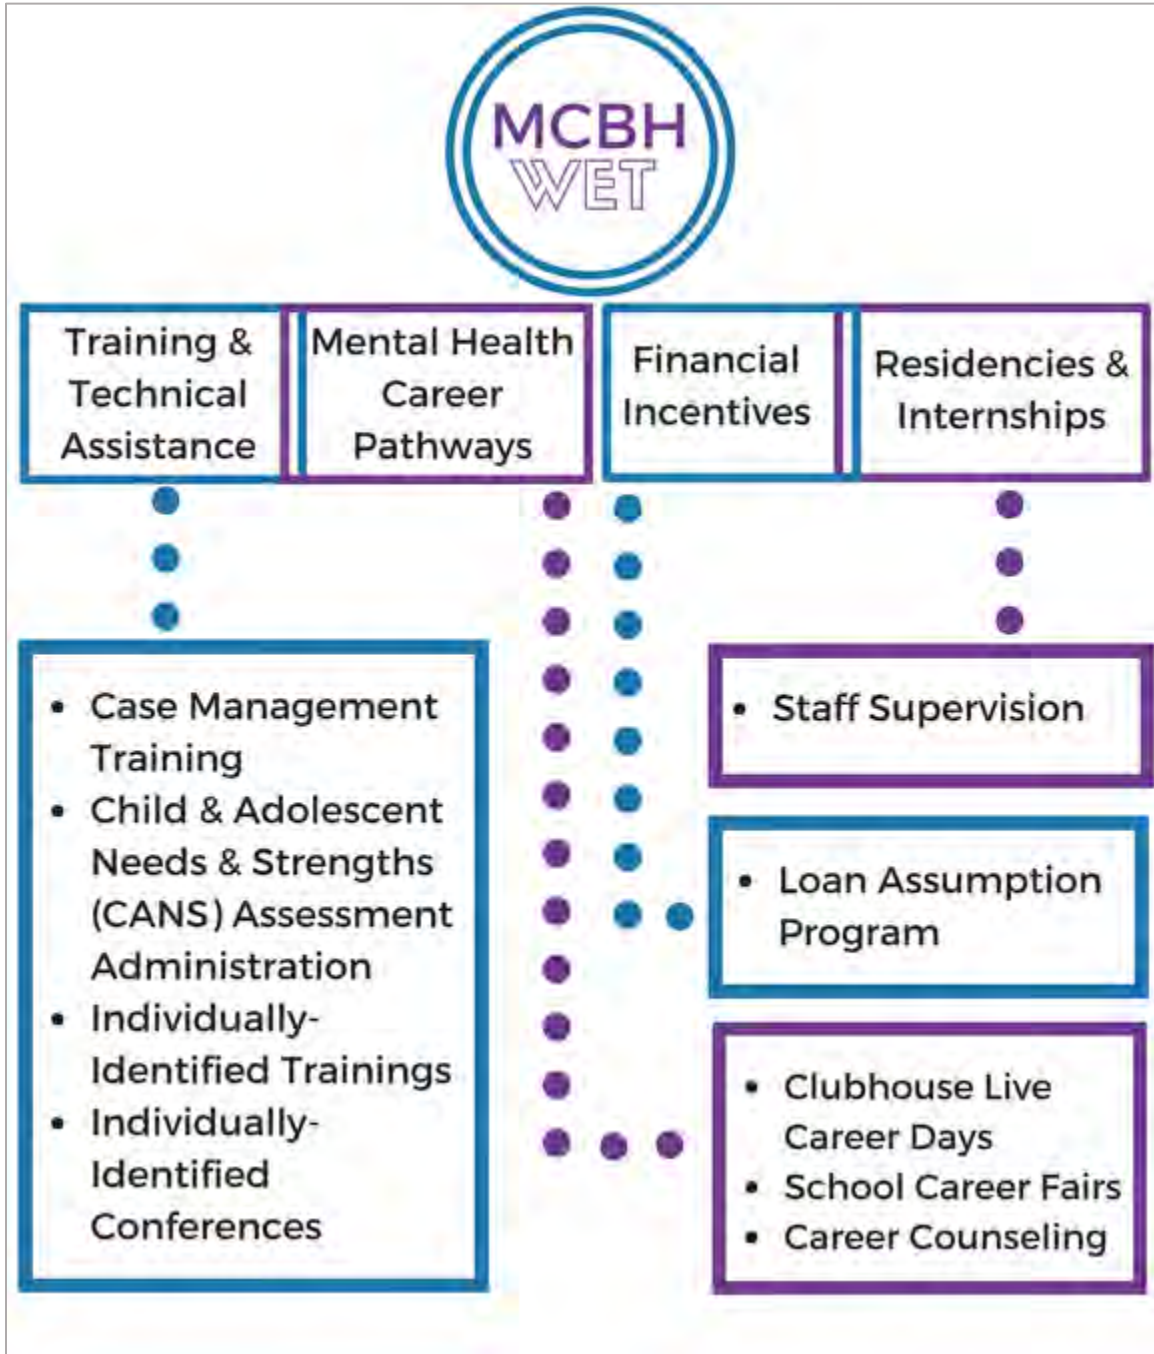 MCBH
WET
Training &
Technical
Assistance
Mental Health
Career
Pathways
Financial
Incentives
Residencies &
Internships
• Case Management
Training
• Child & Adolescent
Needs & Strengths
(CANS) Assessment
Administration
• Individually-
Identified Trainings
• Individually-
Identified
Conferences
• Staff Supervision
• Loan Assumption
Program
• Clubhouse Live
Career Days
• School Career Fairs
• Career Counseling